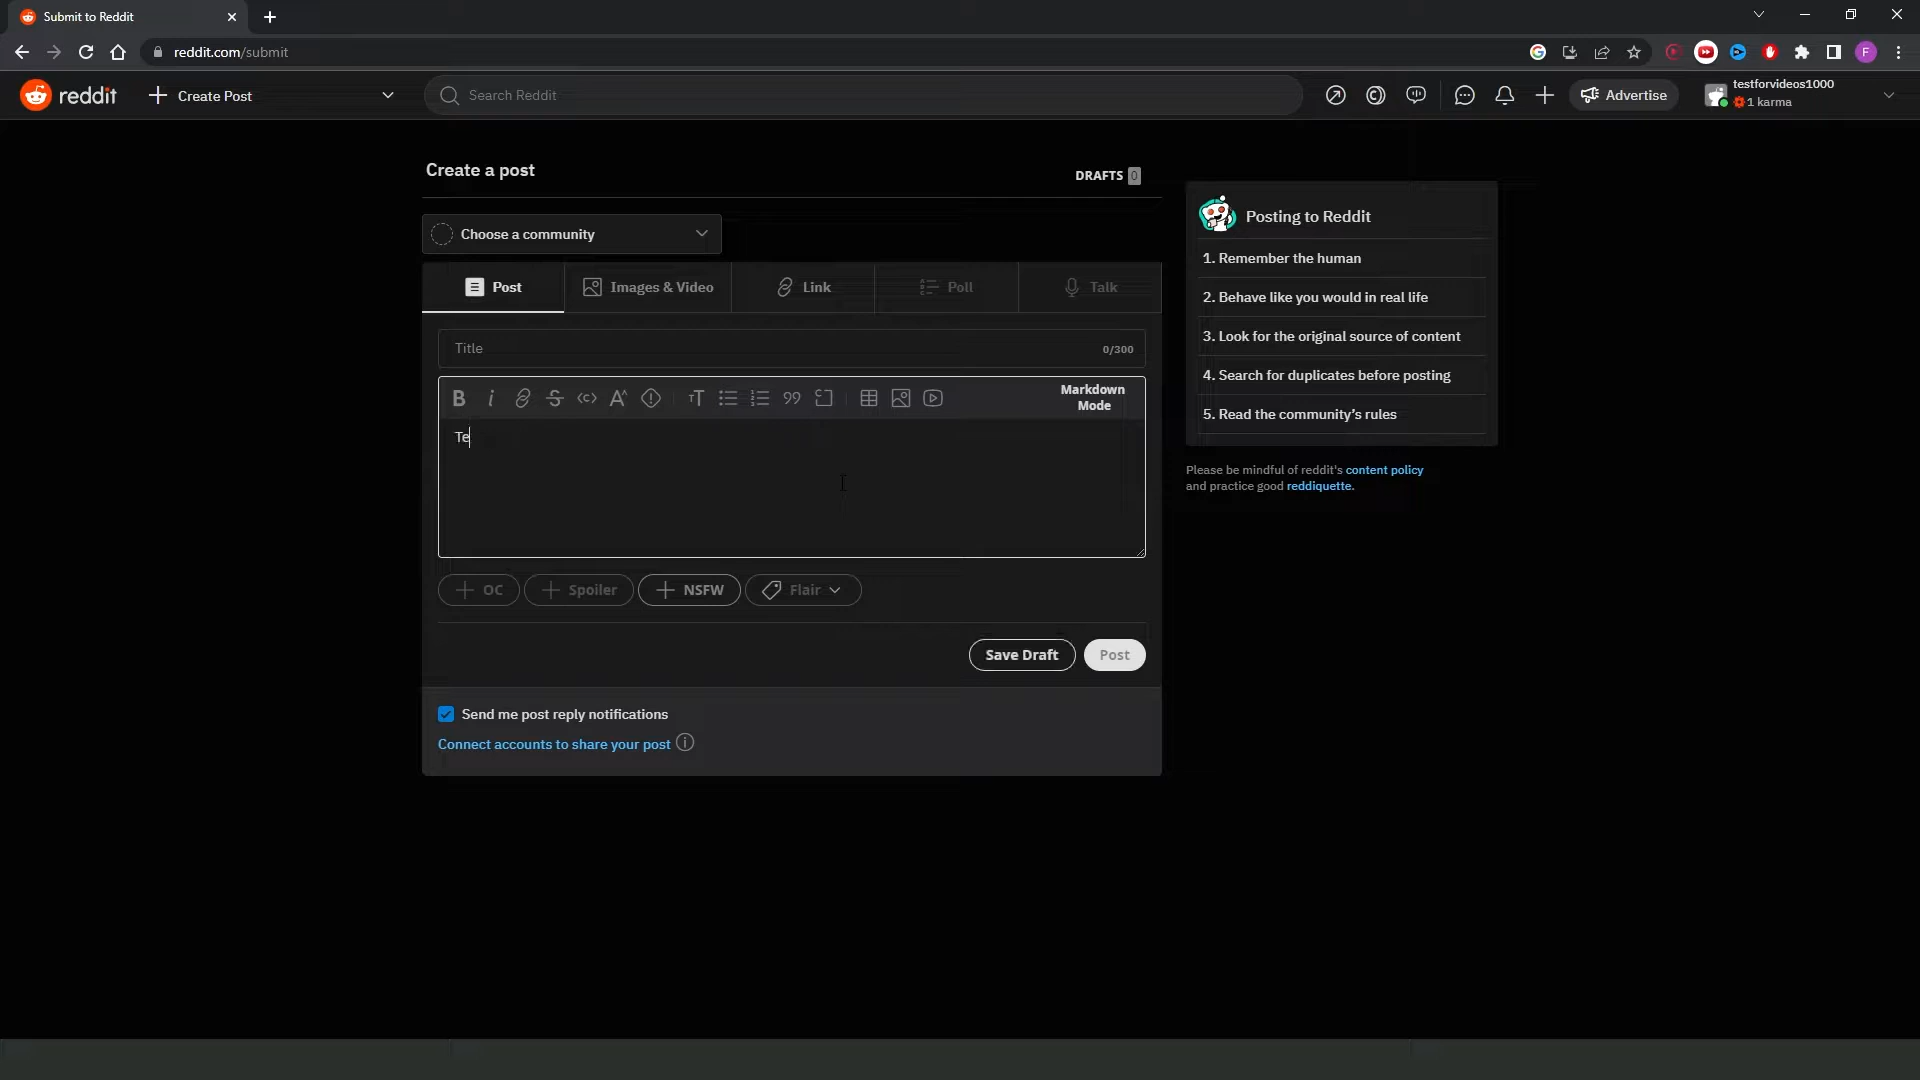 Submit to Reddit
reddit.com/submit
F
reddit
Create Post
Search Reddit
Advertise
testforvideos1000
1 karma
Create a post
DRAFTS 0
Choose a community
Post
Images & Video
Link
Poll
Talk
Title
0/300
Markdown
Mode
Te
OC
Spoiler
NSFW
Flair
Save Draft
Post
Send me post reply notifications
Connect accounts to share your post
Posting to Reddit
1. Remember the human
2. Behave like you would in real life
3. Look for the original source of content
4. Search for duplicates before posting
5. Read the community's rules
Please be mindful of reddit's content policy
and practice good reddiquette.